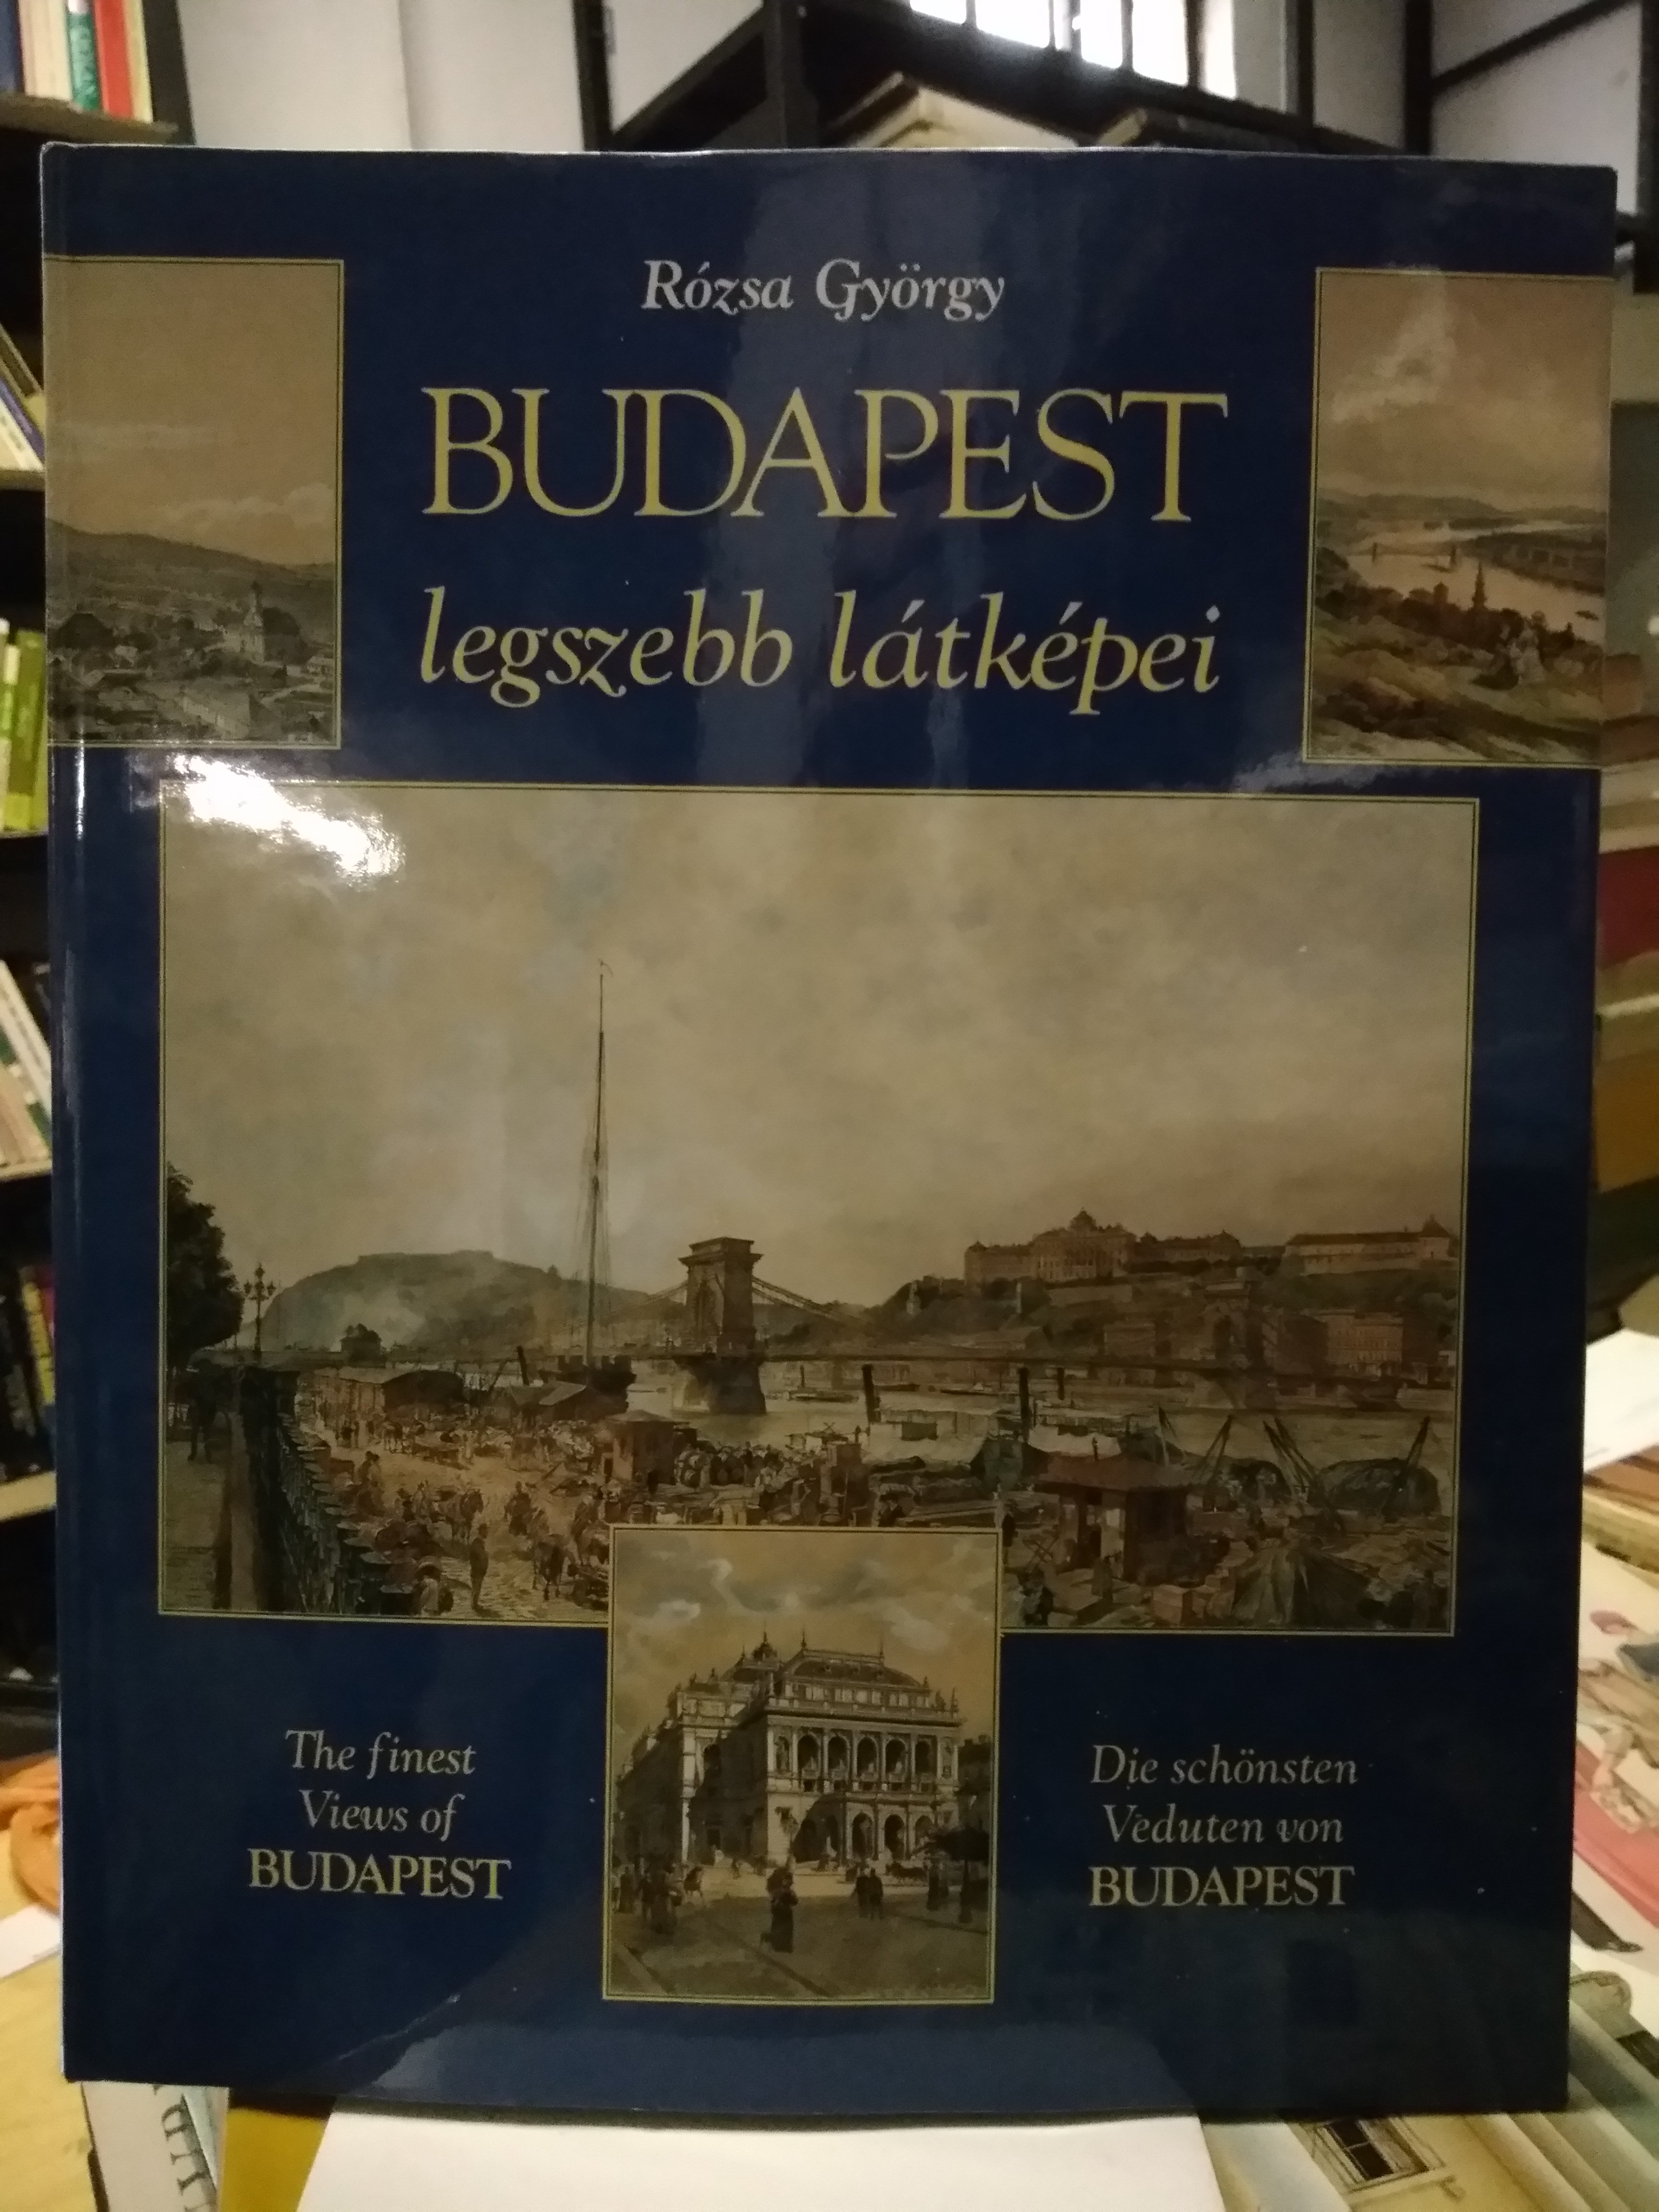 Rózsa György
BUDAPEST
legszebb látképei
The finest
Views of
BUDAPEST
Die schönsten
Veduten von
BUDAPEST